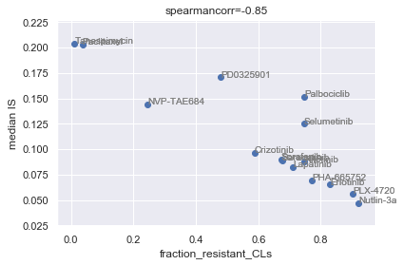 spearmancorr=-0.85
median IS
0.225
0.200
0.175
0.150
0.125
0.100
0.075
0.050
0.025
PD0325901
NVP-TAE684
Palbociclib
Selumetinib
Crizotinib
Lapatinib
PHA-665752
Erlotinib
PLX-4720
Nutlin-3a
0.0
0.2
0.4
0.6
0.8
fraction_resistant_CLs